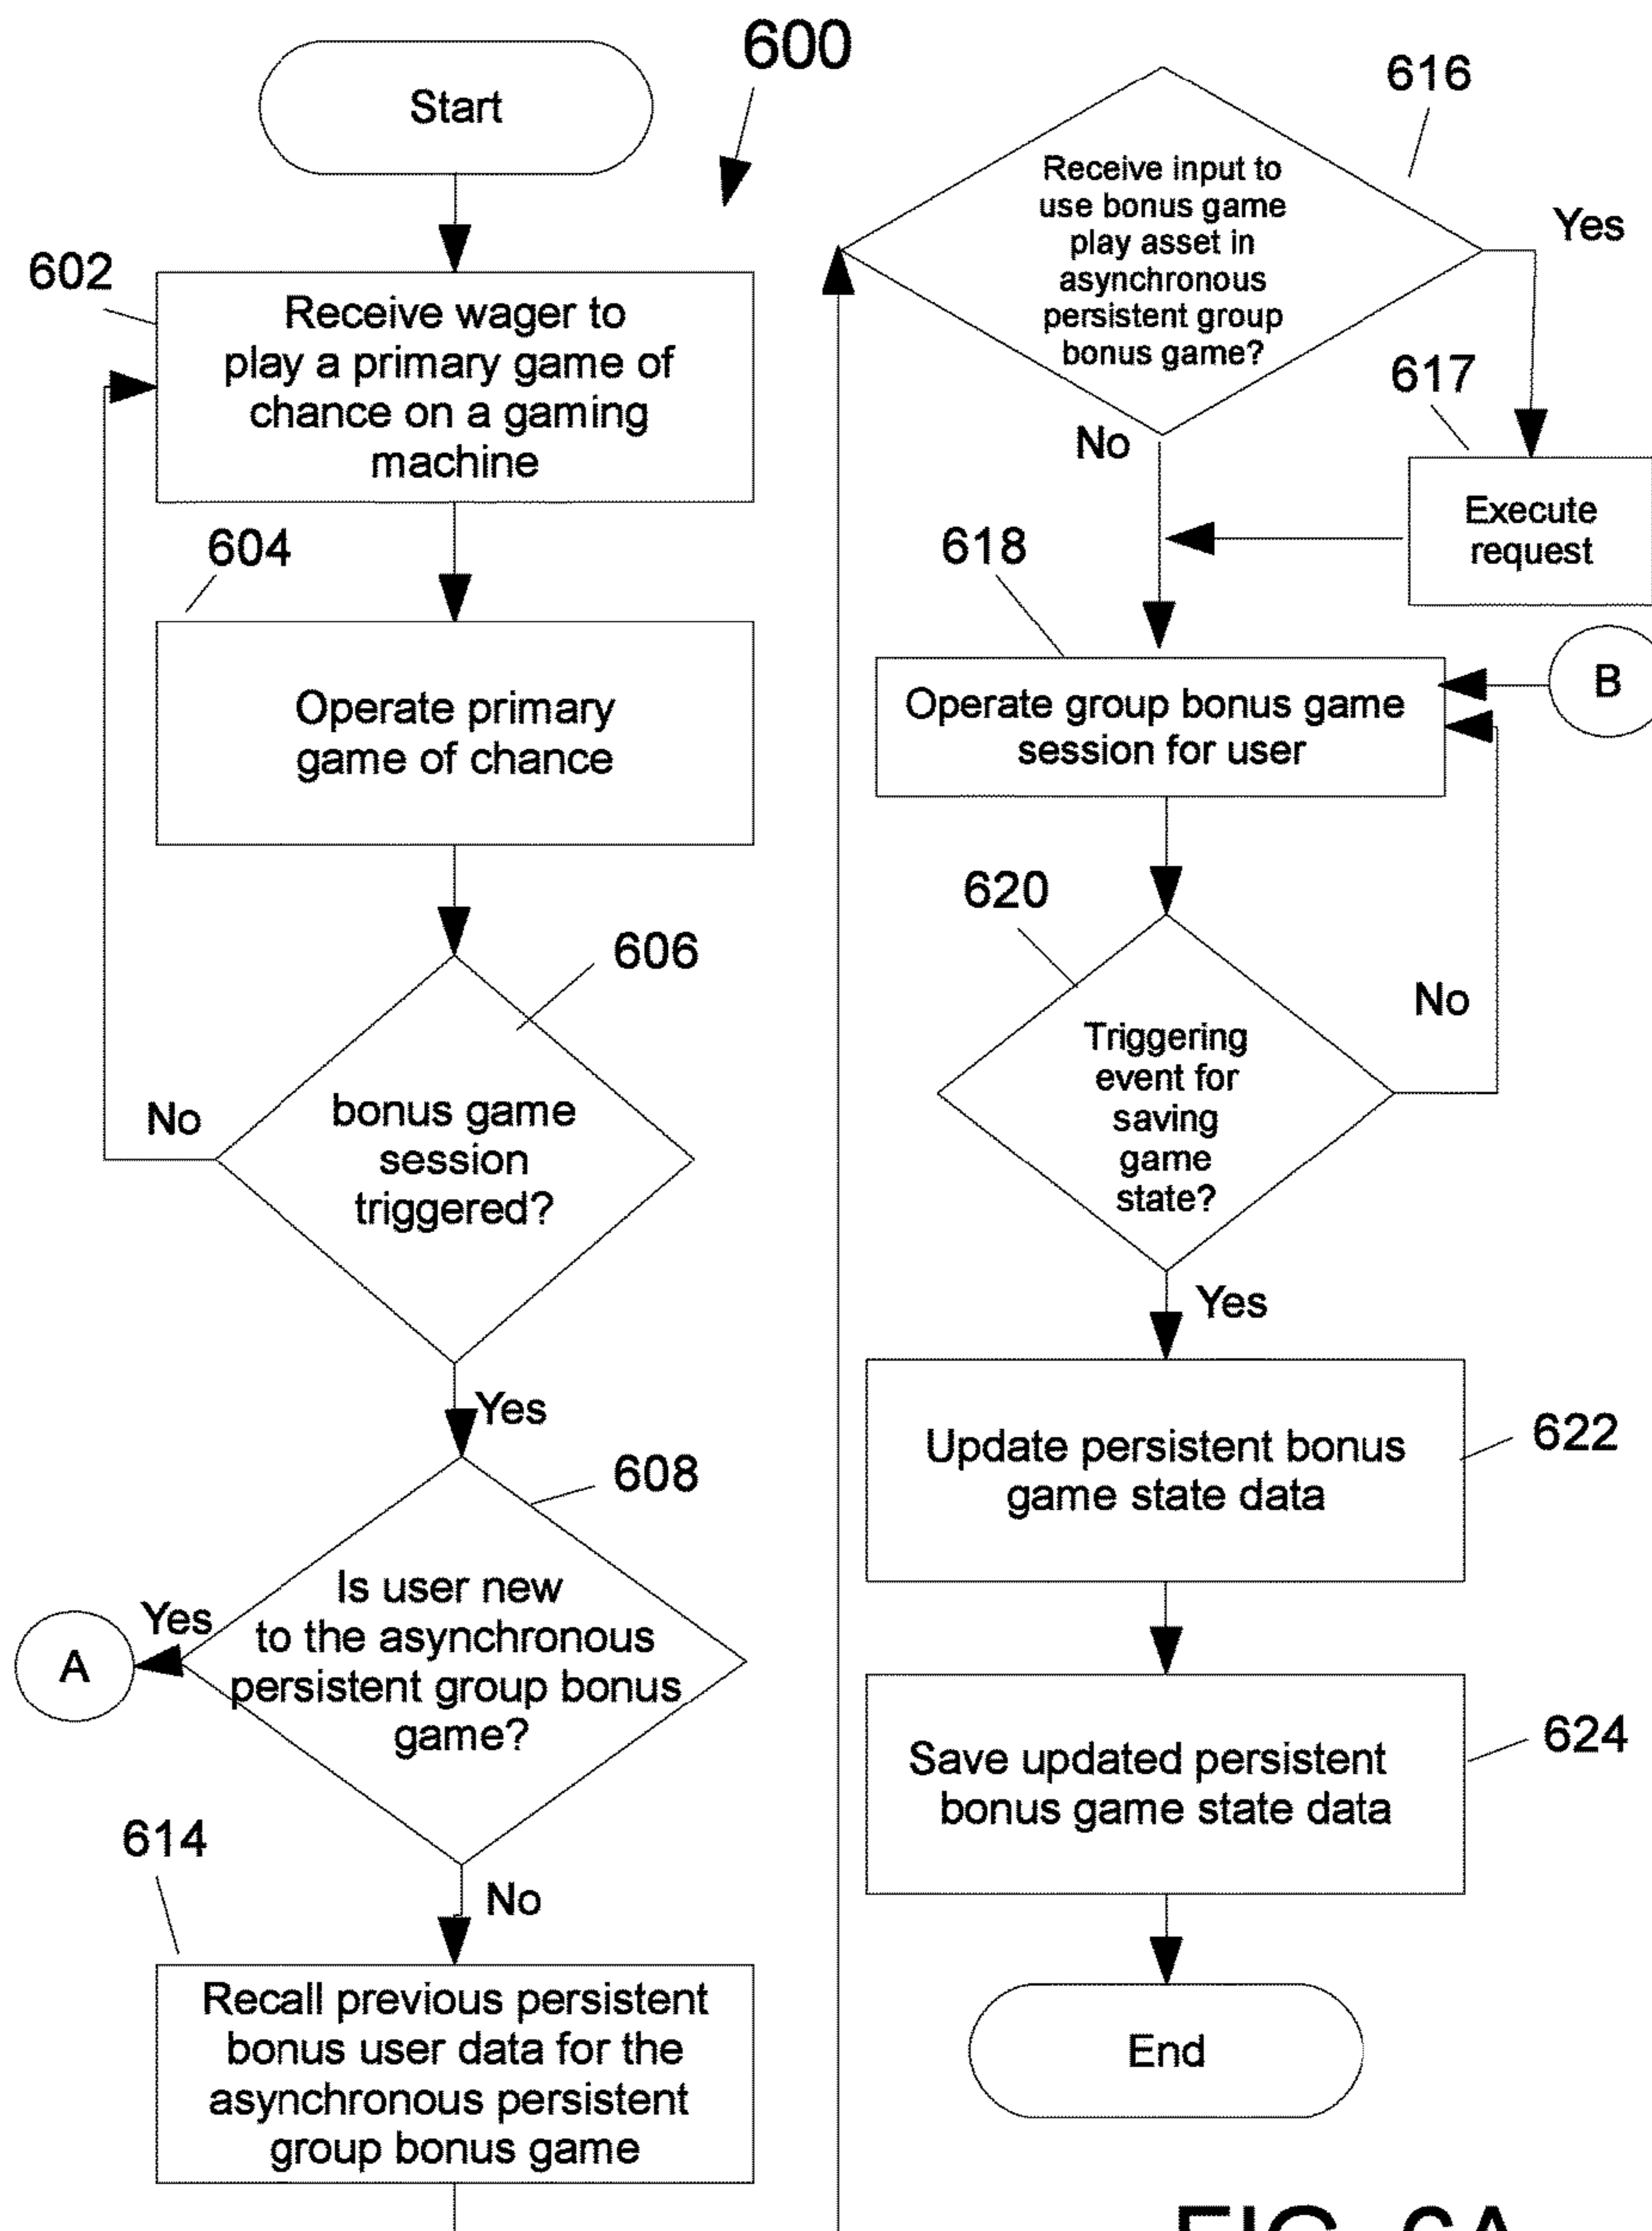 600
Start
602
Receive wager to
play a primary game of
chance on a gaming
machine
604
Operate primary
game of chance
606
bonus game
session
triggered?
No
Yes
608
Is user new
to the asynchronous
persistent group bonus
game?
Yes
A
No
614
Recall previous persistent
bonus user data for the
asynchronous persistent
group bonus game
616
Receive input to
use bonus game
play asset in
asynchronous
persistent group
bonus game?
Yes
No
617
Execute
request
618
Operate group bonus game
session for user
B
620
Triggering
event for
saving
game
state?
No
Yes
622
Update persistent bonus
game state data
624
Save updated persistent
bonus game state data
End
FIG. 6A